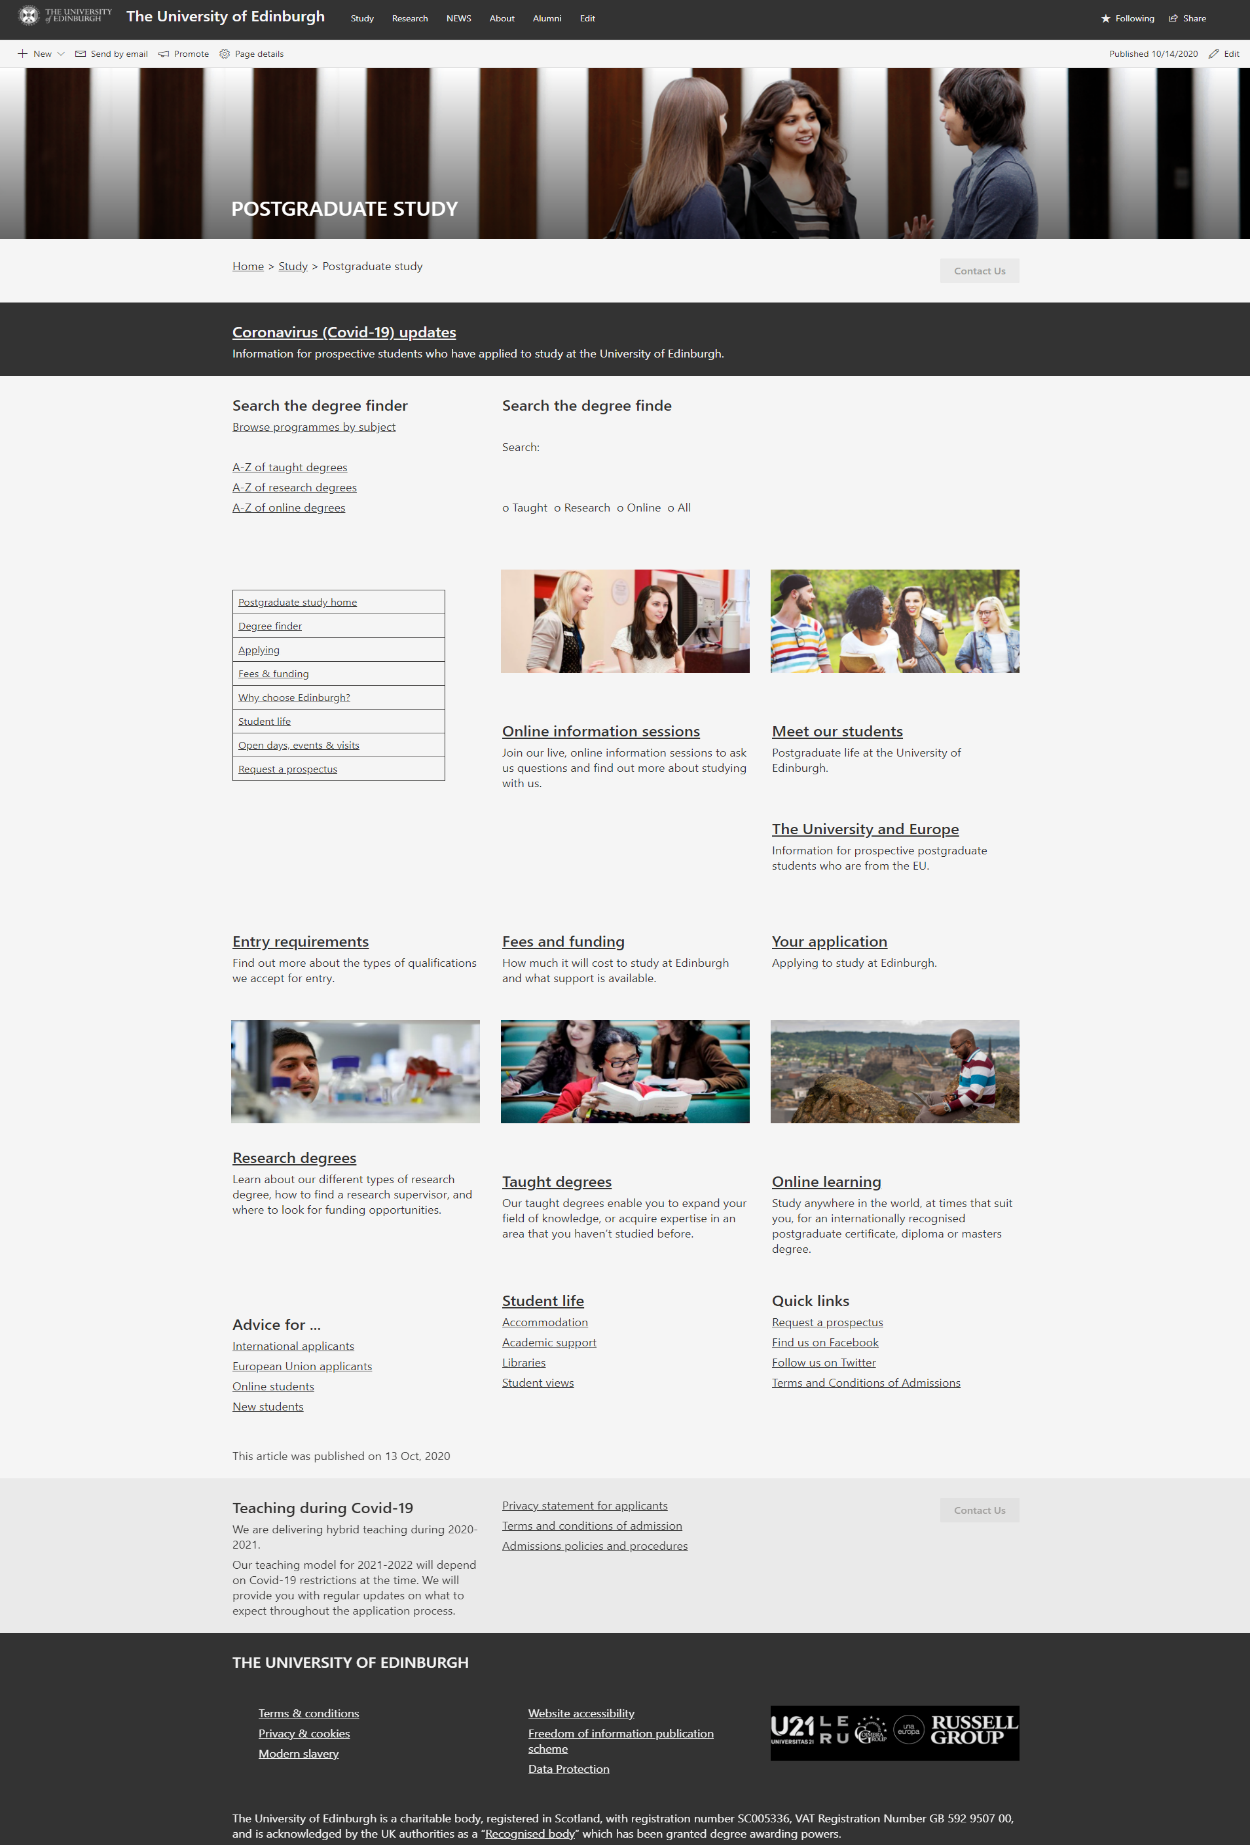 THE UNIVERSITY
of EDINBURGH
The University of Edinburgh
Study Research NEWS About Alumni Edit
Following Share
New Send by email Promote Page details
Published 10/14/2020 Edit
POSTGRADUATE STUDY
Home > Study > Postgraduate study
Contact Us
Coronavirus (Covid-19) updates
Information for prospective students who have applied to study at the University of Edinburgh.
Search the degree finder
Browse programmes by subject
A-Z of taught degrees
A-Z of research degrees
A-Z of online degrees
Search the degree finde
Search:
o Taught o Research o Online o All
Postgraduate study home
Degree finder
Applying
Fees & funding
Why choose Edinburgh?
Student life
Open days, events & visits
Request a prospectus
Online information sessions
Join our live, online information sessions to ask
us questions and find out more about studying
with us.
Meet our students
Postgraduate life at the University of
Edinburgh.
The University and Europe
Information for prospective postgraduate
students who are from the EU.
Entry requirements
Find out more about the types of qualifications
we accept for entry.
Fees and funding
How much it will cost to study at Edinburgh
and what support is available.
Your application
Applying to study at Edinburgh.
Research degrees
Learn about our different types of research
degree, how to find a research supervisor, and
where to look for funding opportunities.
Taught degrees
Our taught degrees enable you to expand your
field of knowledge, or acquire expertise in an
area that you haven't studied before.
Online learning
Study anywhere in the world, at times that suit
you, for an internationally recognised
postgraduate certificate, diploma or masters
degree.
Advice for ...
International applicants
European Union applicants
Online students
New students
Student life
Accommodation
Academic support
Libraries
Student views
Quick links
Request a prospectus
Find us on Facebook
Follow us on Twitter
Terms and Conditions of Admissions
This article was published on 13 Oct, 2020
Teaching during Covid-19
We are delivering hybrid teaching during 2020-
2021.
Our teaching model for 2021-2022 will depend
on Covid-19 restrictions at the time. We will
provide you with regular updates on what to
expect throughout the application process.
Privacy statement for applicants
Terms and conditions of admission
Admissions policies and procedures
Contact Us
THE UNIVERSITY OF EDINBURGH
Terms & conditions
Privacy & cookies
Modern slavery
Website accessibility
Freedom of information publication
scheme
Data Protection
U21
UNIVERSITAS 21
LE
RU
COIMBRA
GROUP
una
europa
RUSSELL
GROUP
The University of Edinburgh is a charitable body, registered in Scotland, with registration number SC005336, VAT Registration Number GB 592 9507 00,
and is acknowledged by the UK authorities as a "Recognised body" which has been granted degree awarding powers.